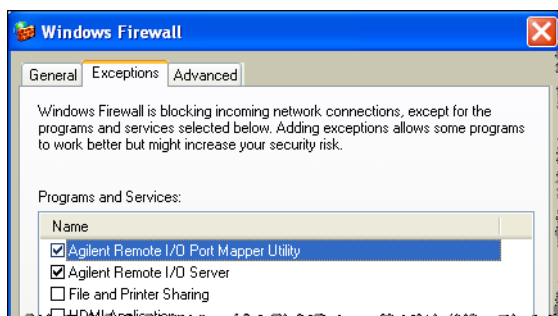 Windows Firewall
General Exceptions Advanced
Windows Firewall is blocking incoming network connections, except for the
programs and services selected below. Adding exceptions allows some programs
to work better but might increase your security risk.
Programs and Services:
Name
Agilent Remote I/O Port Mapper Utility
Agilent Remote I/O Server
File and Printer Sharing
HDMI Application